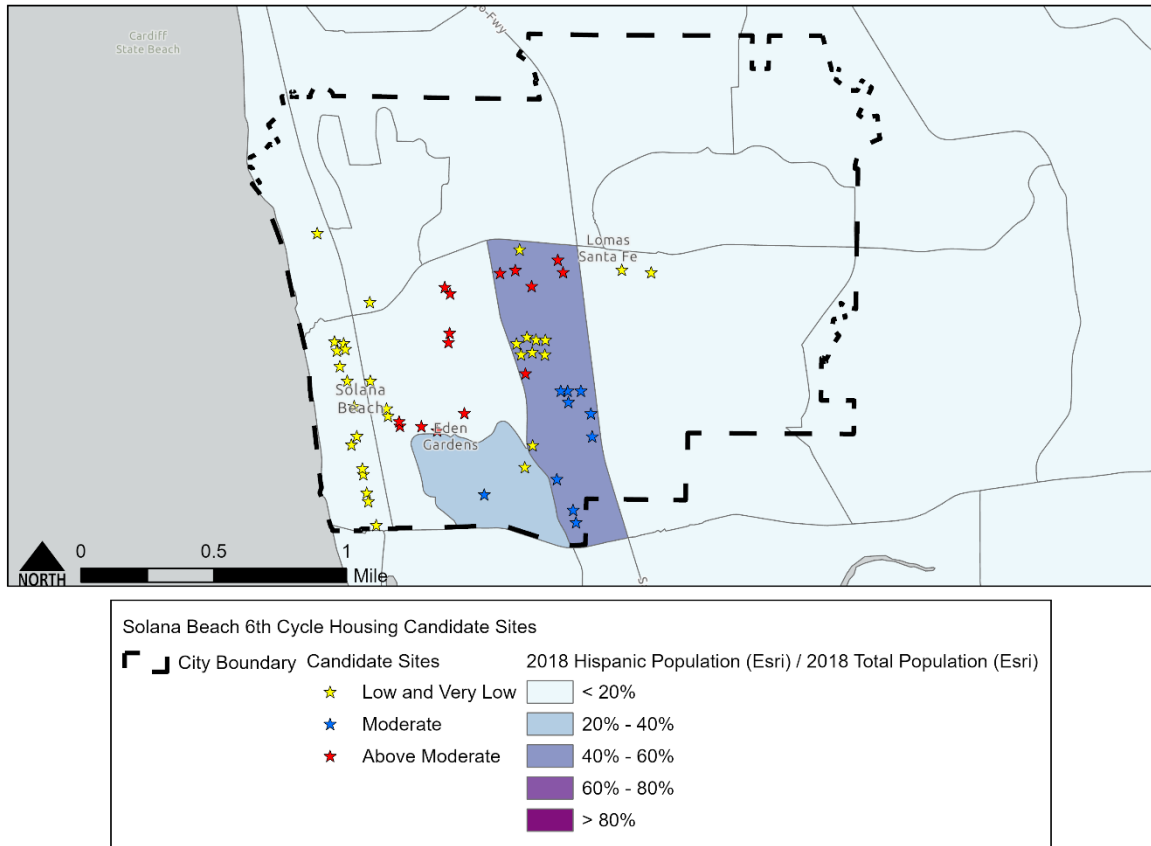 Cardiff
State Beach
o-Fwy
Lomas
Santa Fe
Solana
Beach
Eden
Gardens
S
0 0.5 1
Mile
NORTH
Solana Beach 6th Cycle Housing Candidate Sites
City Boundary
Candidate Sites
Low and Very Low
Moderate
Above Moderate
2018 Hispanic Population (Esri) / 2018 Total Population (Esri)
< 20%
20% - 40%
40% - 60%
60% - 80%
> 80%